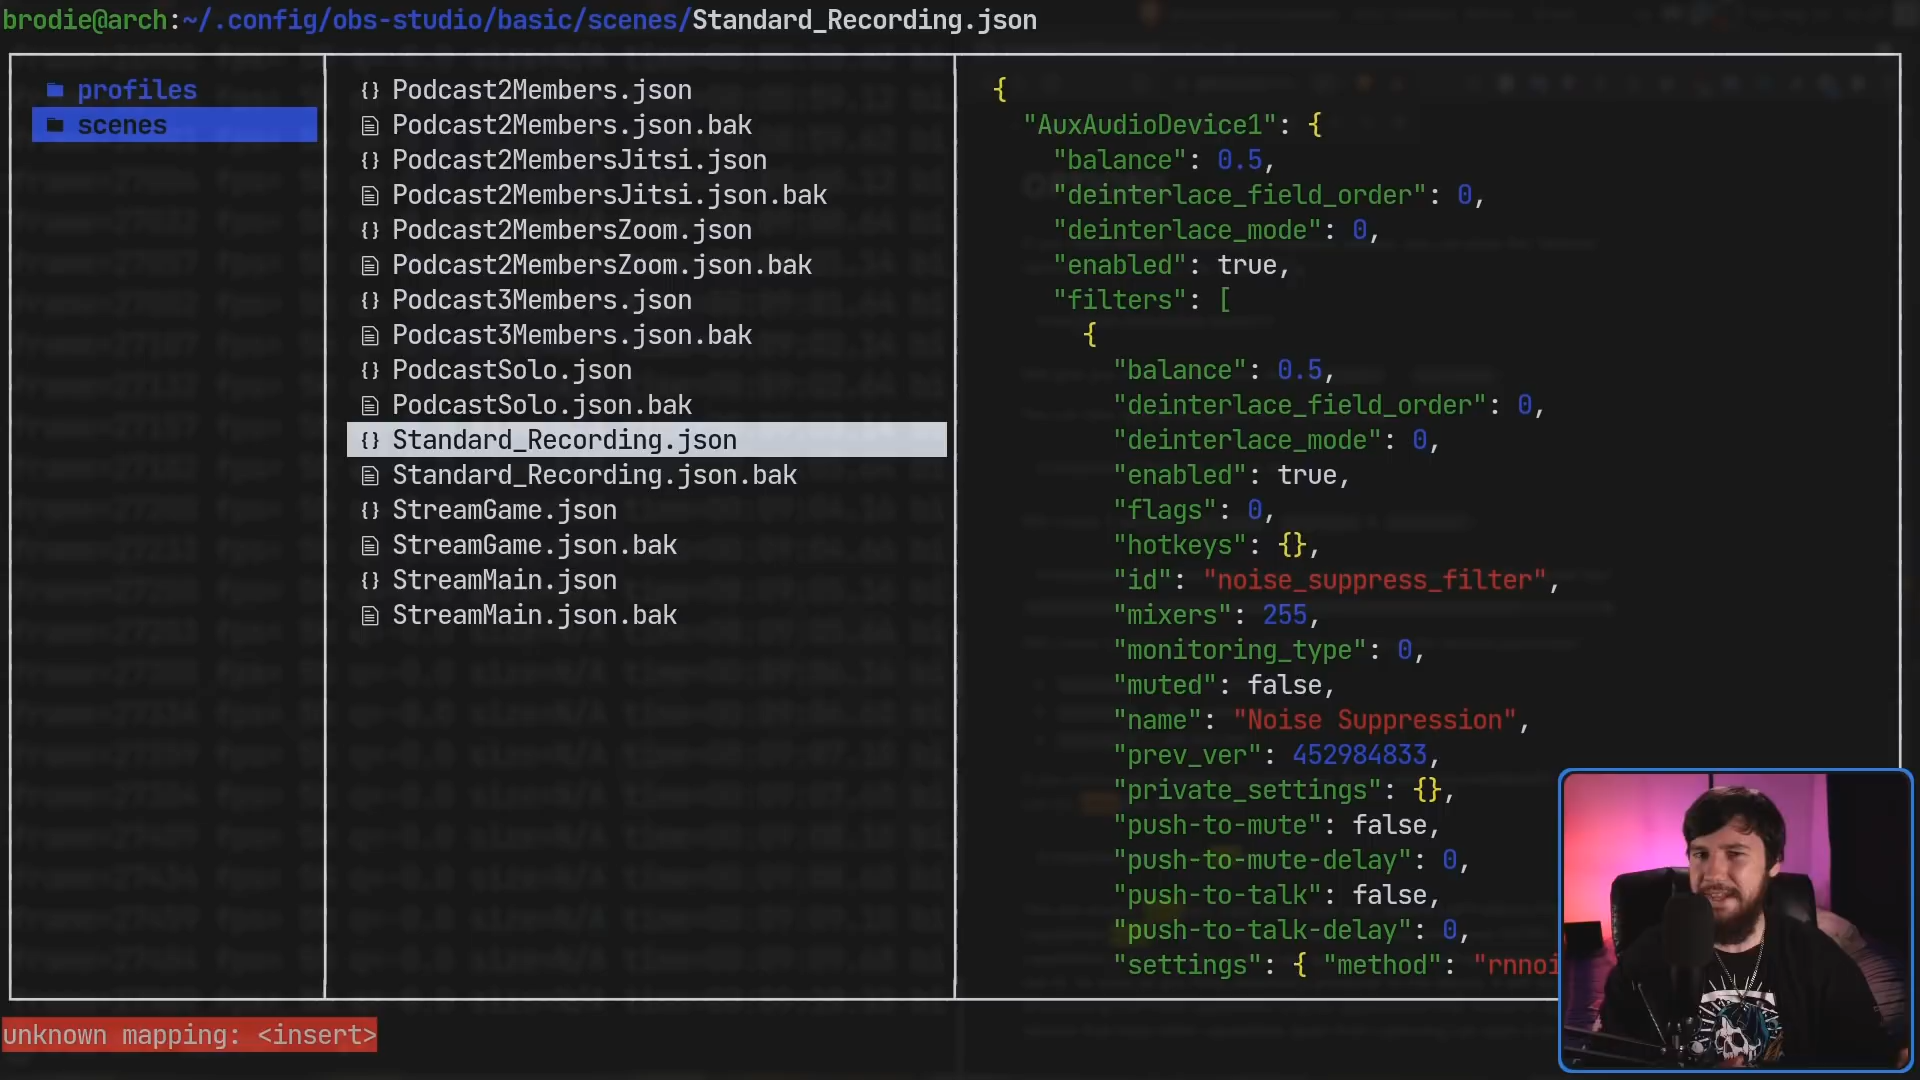 brodie@arch:~/.config/obs-studio/basic/scenes/Standard_Recording.json
profiles
scenes
{} Podcast2Members.json
Podcast2Members.json.bak
{} Podcast2MembersJitsi.json
Podcast2MembersJitsi.json.bak
{} Podcast2MembersZoom.json
Podcast2MembersZoom.json.bak
{} Podcast3Members.json
Podcast3Members.json.bak
{} PodcastSolo.json
PodcastSolo.json.bak
{} Standard_Recording.json
Standard_Recording.json.bak
{} StreamGame.json
StreamGame.json.bak
{} StreamMain.json
StreamMain.json.bak
{
"AuxAudioDevice1": {
"balance": 0.5,
"deinterlace_field_order": 0,
"deinterlace_mode": 0,
"enabled": true,
"filters": [
{
"balance": 0.5,
"deinterlace_field_order": 0,
"deinterlace_mode": 0,
"enabled": true,
"flags": 0,
"hotkeys": {},
"id": "noise_suppress_filter",
"mixers": 255,
"monitoring_type": 0,
"muted": false,
"name": "Noise Suppression",
"prev_ver": 452984833,
"private_settings": {},
"push-to-mute": false,
"push-to-mute-delay": 0,
"push-to-talk": false,
"push-to-talk-delay": 0,
"settings": { "method": "rnnoi
unknown mapping: <insert>